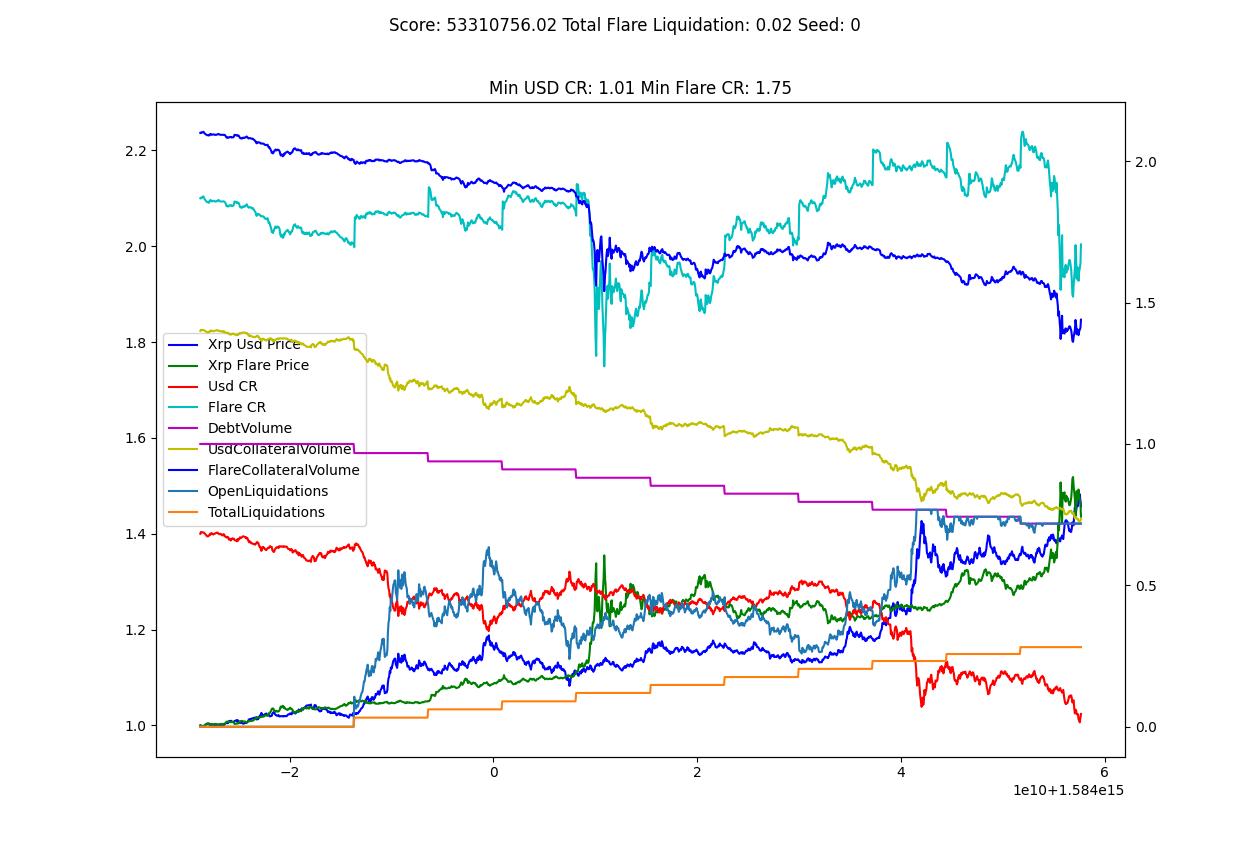 Score: 53310756.02 Total Flare Liquidation: 0.02 Seed: 0
Min USD CR: 1.01 Min Flare CR: 1.75
2.2
2.0
1.8
1.6
1.4
1.2
1.0
Xrp Usd Price
Xrp Flare Price
Usd CR
Flare CR
DebtVolume
UsdCollateralVolume
FlareCollateralVolume
OpenLiquidations
TotalLiquidations
2.0
1.5
1.0
0.5
0.0
−2
0
2
4
6
1e10+1.584e15